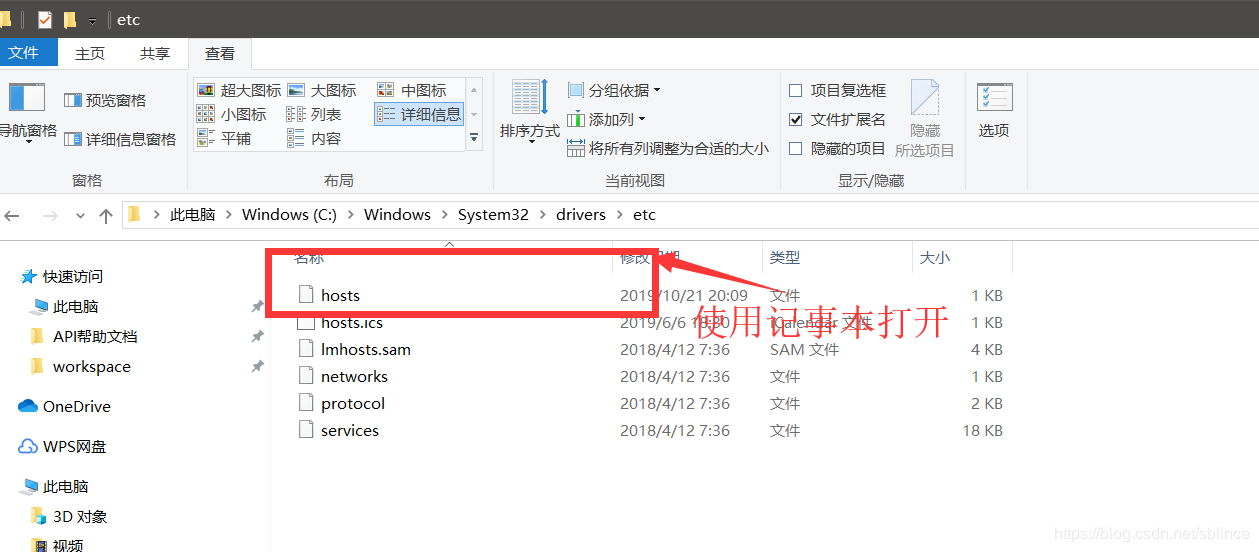 etc
文件 主页 共享 查看
导航窗格 预览窗格 详细信息窗格
窗格
超大图标 大图标 中图标
小图标 列表 详细信息
平铺 内容
布局
排序方式 分组依据
添加列
将所有列调整为合适的大小
当前视图
项目复选框
文件扩展名
隐藏的项目
隐藏
所选项目
显示/隐藏
选项
此电脑 Windows (C:) Windows System32 drivers etc
名称 修改日期 类型 大小
hosts 2019/10/21 20:09 文件 1 KB
hosts.ics 2019/6/6 18:30 iCalendar 文件 1 KB
lmhosts.sam 2018/4/12 7:36 SAM 文件 4 KB
networks 2018/4/12 7:36 文件 1 KB
protocol 2018/4/12 7:36 文件 2 KB
services 2018/4/12 7:36 文件 18 KB
使用记事本打开
快速访问
此电脑
API帮助文档
workspace
OneDrive
WPS网盘
此电脑
3D 对象
视频
https://blog.csdn.net/sblince